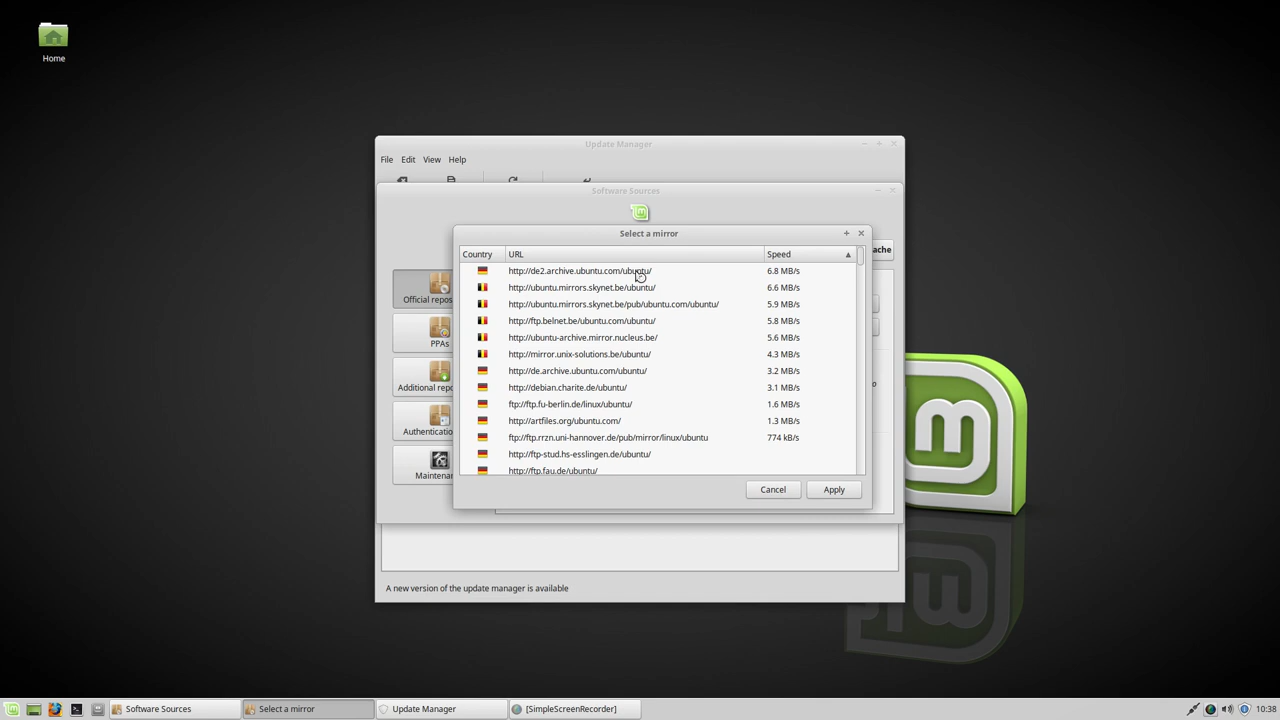 Home
Update Manager
File Edit View Help
Software Sources
Select a mirror
ache
Country URL Speed
http://de2.archive.ubuntu.com/ubuntu/ 6.8 MB/s
http://ubuntu.mirrors.skynet.be/ubuntu/ 6.6 MB/s
http://ubuntu.mirrors.skynet.be/pub/ubuntu.com/ubuntu/ 5.9 MB/s
http://ftp.belnet.be/ubuntu.com/ubuntu/ 5.8 MB/s
http://ubuntu-archive.mirror.nucleus.be/ 5.6 MB/s
http://mirror.unix-solutions.be/ubuntu/ 4.3 MB/s
http://de.archive.ubuntu.com/ubuntu/ 3.2 MB/s
http://debian.charite.de/ubuntu/ 3.1 MB/s
ftp://ftp.fu-berlin.de/linux/ubuntu/ 1.6 MB/s
http://artfiles.org/ubuntu.com/ 1.3 MB/s
ftp://ftp.rrzn.uni-hannover.de/pub/mirror/linux/ubuntu 774 kB/s
http://ftp-stud.hs-esslingen.de/ubuntu/
http://ftp.fau.de/ubuntu/
Official repos
PPAs
Additional repo
Authenticatio
Maintenan
o
Cancel Apply
A new version of the update manager is available
Software Sources Select a mirror Update Manager [SimpleScreenRecorder] 10:38